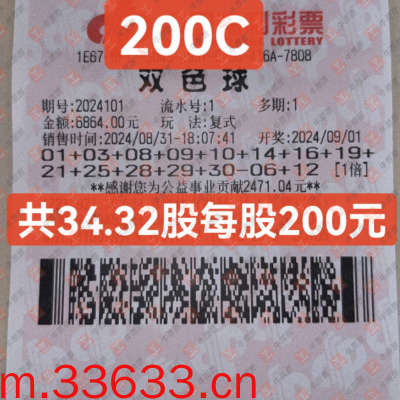 200C
利彩票
LOTTERY
1E67 6A-7808
双色球
期号:2024101 流水号:1 多期:1
金额:6864.00元 玩 法:复式
销售时间:2024/08/31-18:07:41 开奖:2024/09/01
01+03+08+09+10+14+16+19+
21+25+28+29+30-06+12 [1倍]
**感谢您为公益事业贡献2471.04元**
共34.32股每股200元
m.33633.cn